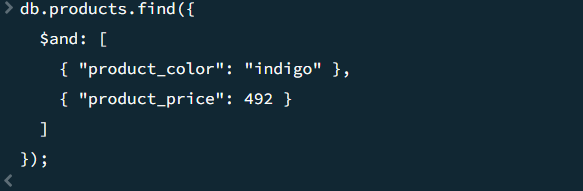 > db.products.find({
$and: [
{ "product_color": "indigo" },
{ "product_price": 492 }
]
});
<